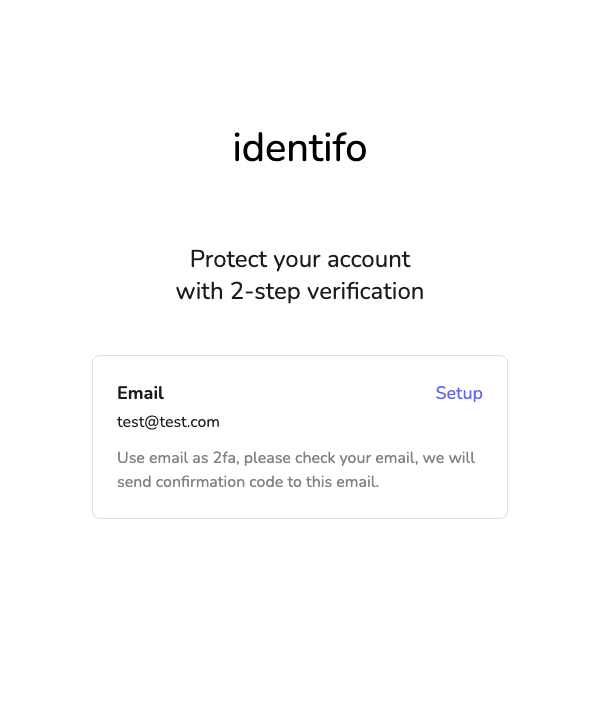 identifo
Protect your account
with 2-step verification
Email
Setup
test@test.com
Use email as 2fa, please check your email, we will
send confirmation code to this email.